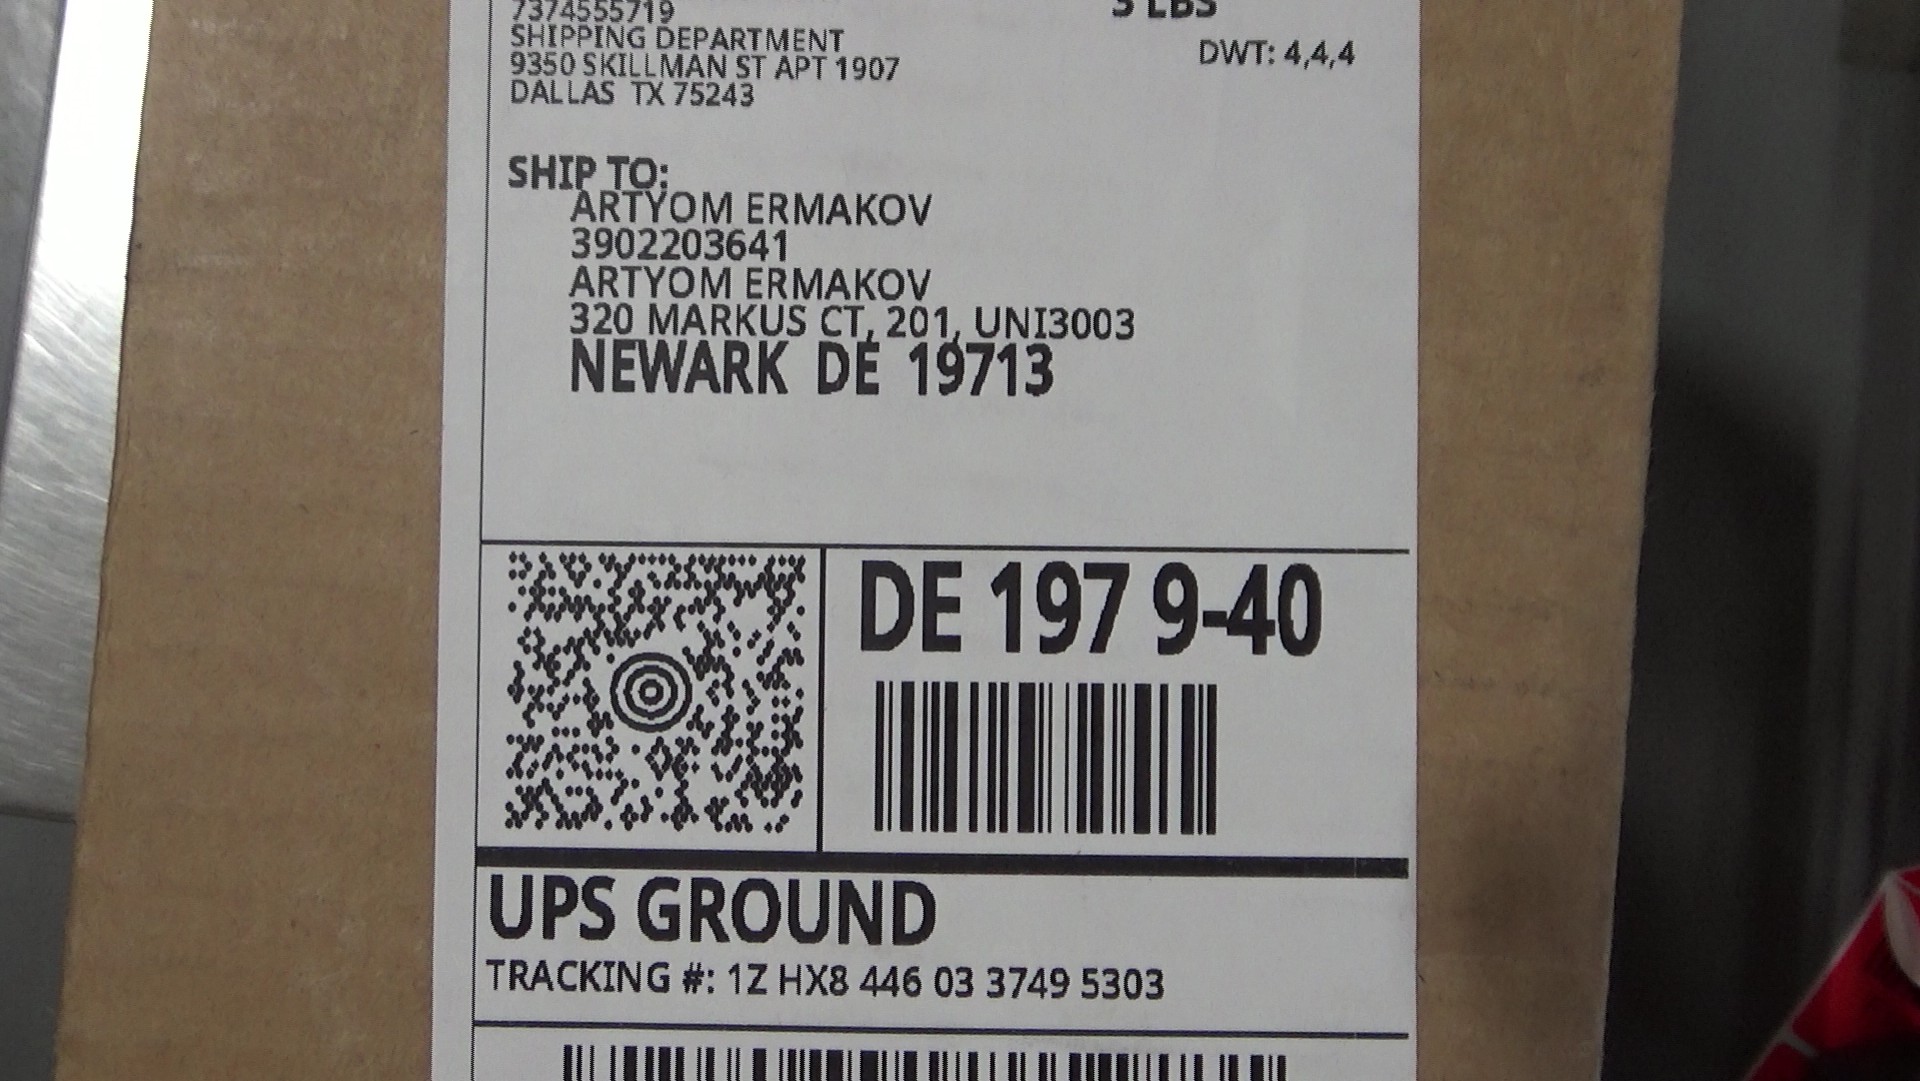 7374555719
3 LBS
SHIPPING DEPARTMENT
DWT: 4,4,4
9350 SKILLMAN ST APT 1907
DALLAS TX 75243
SHIP TO:
ARTYOM ERMAKOV
3902203641
ARTYOM ERMAKOV
320 MARKUS CT, 201, UNI3003
NEWARK DE 19713
DE 197 9-40
UPS GROUND
TRACKING #: 1Z HX8 446 03 3749 5303